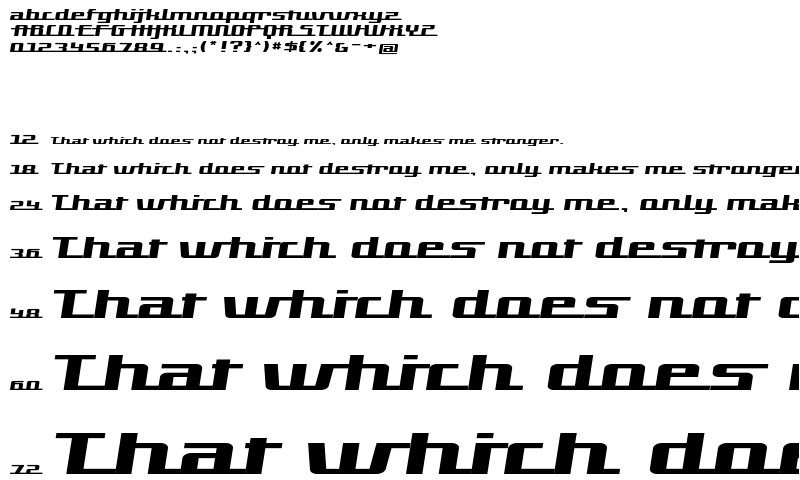 abcdefghijklmnopqrstuvwxyz
ABCDEFGHIJKLMNOPQRSTUVWXYZ
0123456789.:,;(*!?}^)#${%^&-+@
12 That which does not destroy me, only makes me stronger.
18 That which does not destroy me, only makes me stronger
24 That which does not destroy me, only mak
36 That which does not destroy
48 That which does not d
60 That which does n
72 That which doe